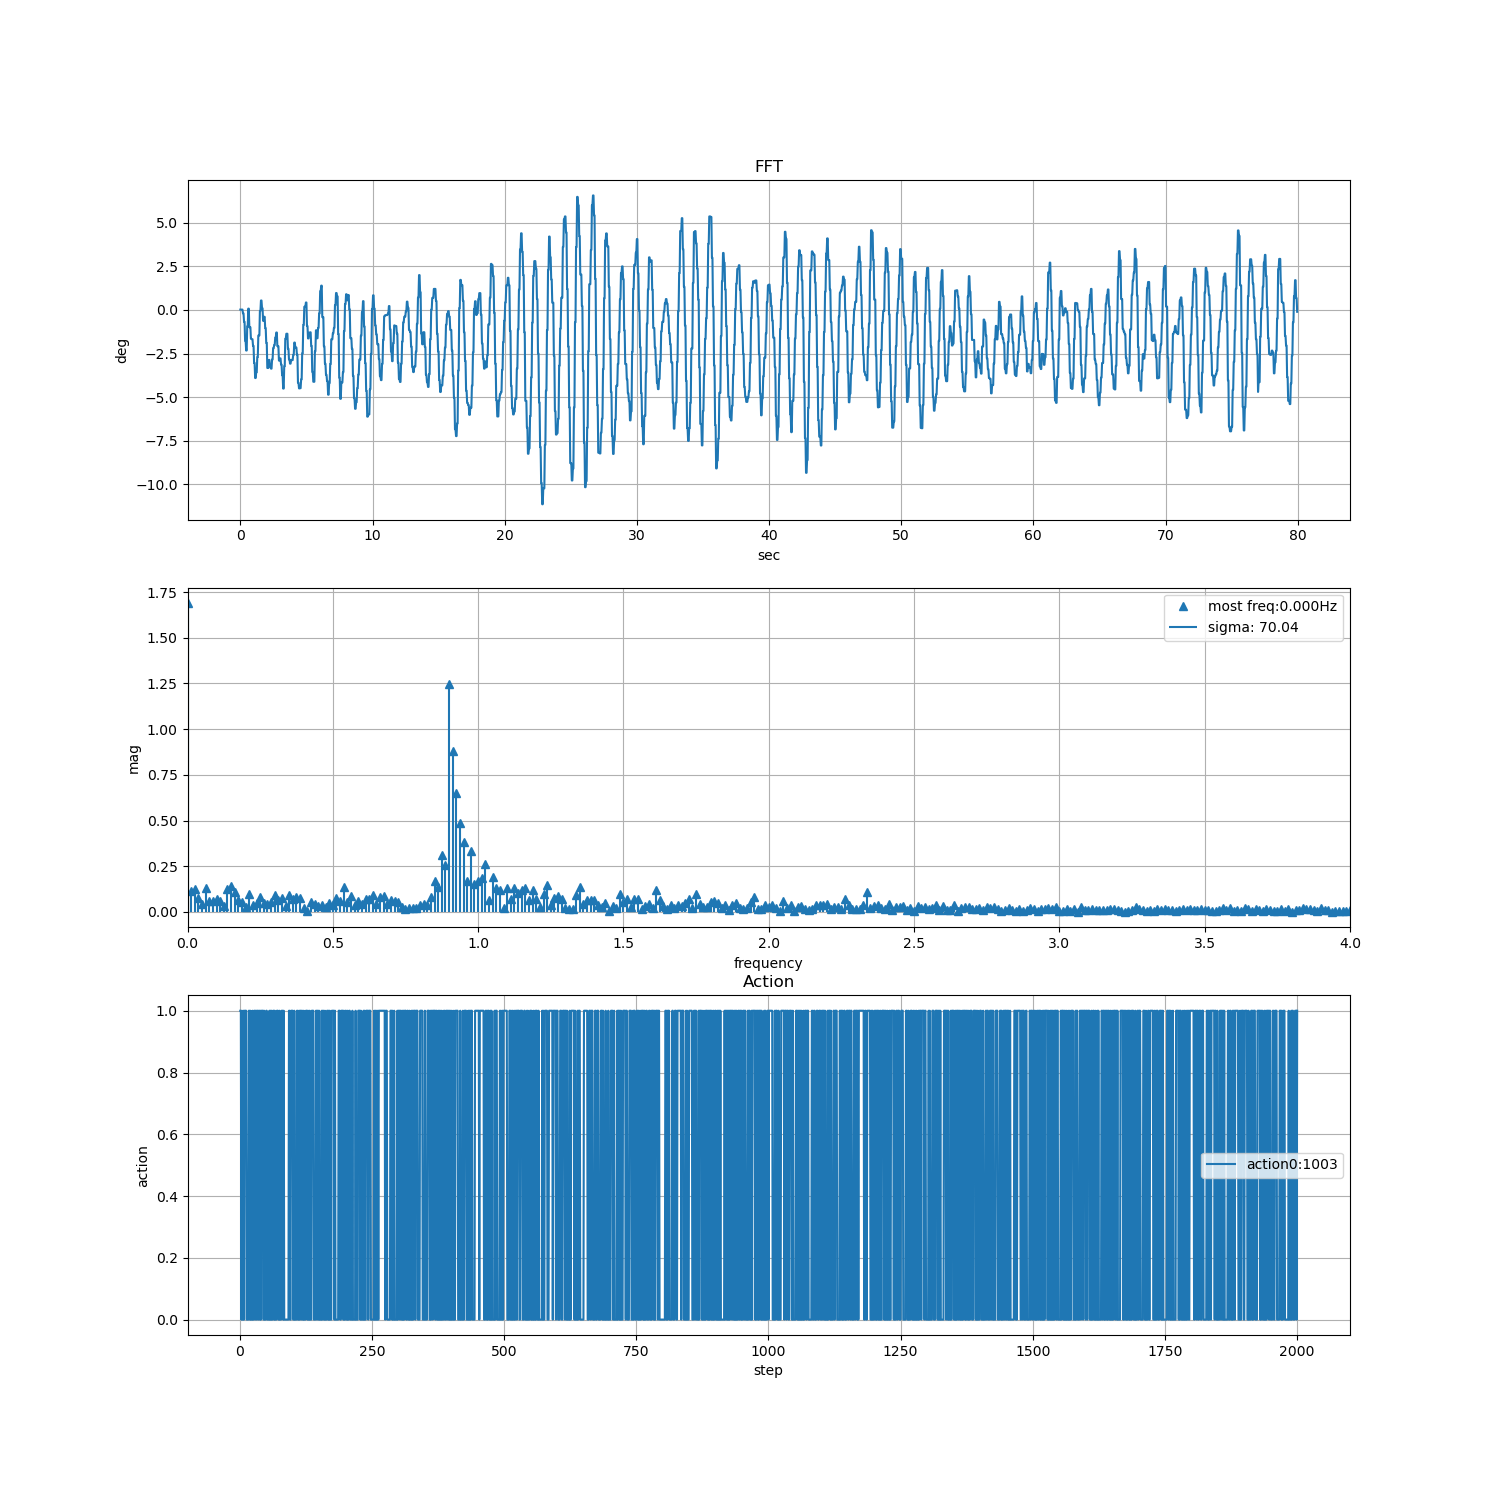 FFT
5.0
2.5
0.0
−2.5
−5.0
−7.5
−10.0
deg
0 10 20 30 40 50 60 70 80
sec
1.75
1.50
1.25
1.00
0.75
0.50
0.25
0.00
mag
most freq:0.000Hz
sigma: 70.04
0.0 0.5 1.0 1.5 2.0 2.5 3.0 3.5 4.0
frequency
Action
1.0
0.8
0.6
0.4
0.2
0.0
action
action0:1003
0 250 500 750 1000 1250 1500 1750 2000
step